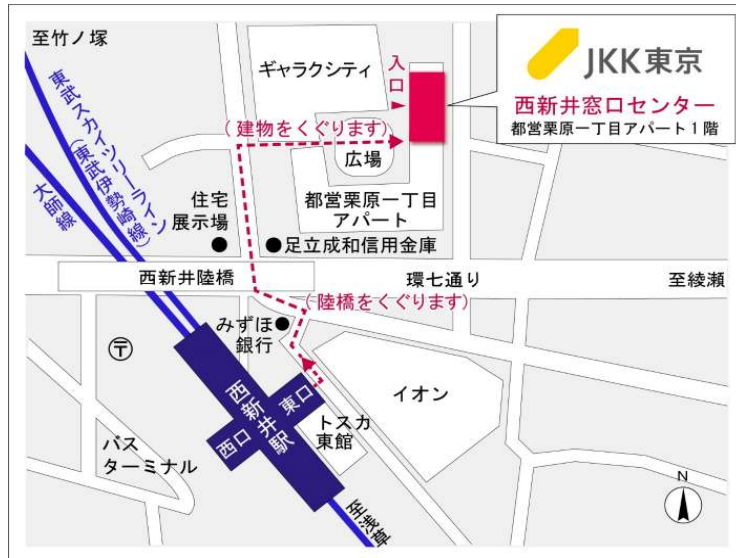 至竹ノ塚
ギャラクシティ
入口
JKK東京
西新井窓口センター
都営栗原一丁目アパート1階
東武スカイツリーライン
(東武伊勢崎線)
大師線
(建物をくぐります)
広場
住宅
展示場
都営栗原一丁目
アパート
足立成和信用金庫
西新井陸橋
環七通り
至綾瀬
(陸橋をくぐります)
みずほ
銀行
〒
西新井駅
東口
西口
イオン
トスカ
東館
バス
ターミナル
至浅草
N